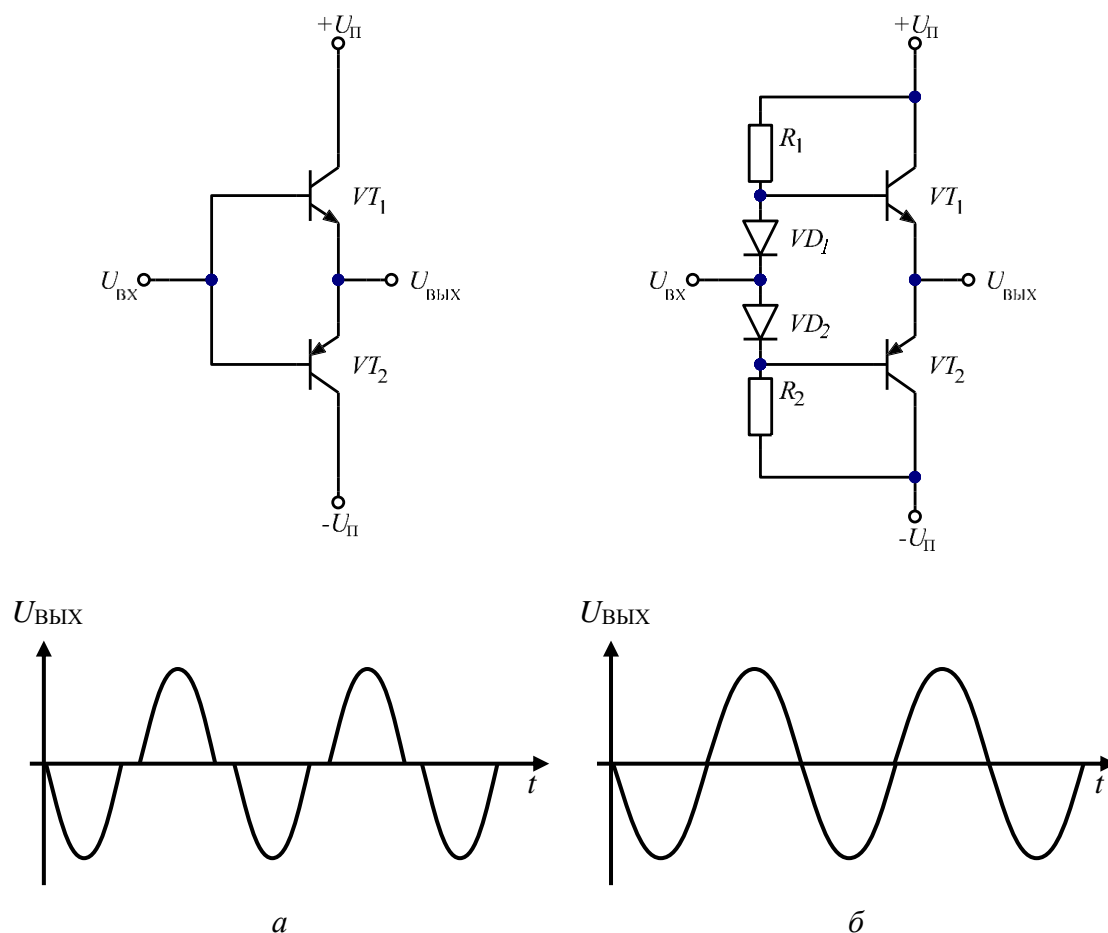 +UП
+UП
R1
VT1
VT1
VD1
UВХ
UВЫХ
UВХ
UВЫХ
VD2
VT2
VT2
R2
-UП
-UП
UВЫХ
UВЫХ
t
t
а
б